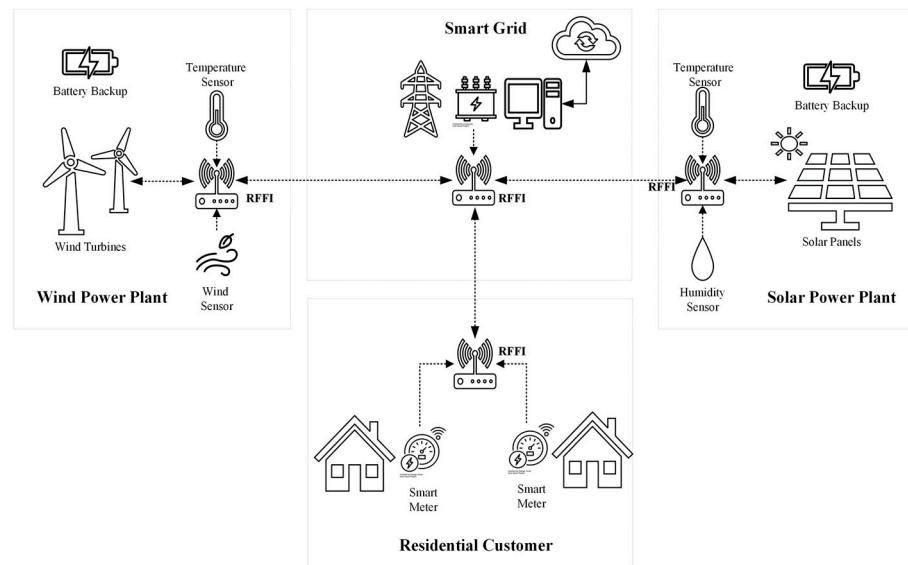 Smart Grid
Temperature
Sensor
Battery Backup
RFFI
Wind Turbines
Wind
Sensor
Wind Power Plant
RFFI
Temperature
Sensor
Battery Backup
RFFI
Solar Panels
Humidity
Sensor
Solar Power Plant
RFFI
Smart
Meter
Smart
Meter
Residential Customer